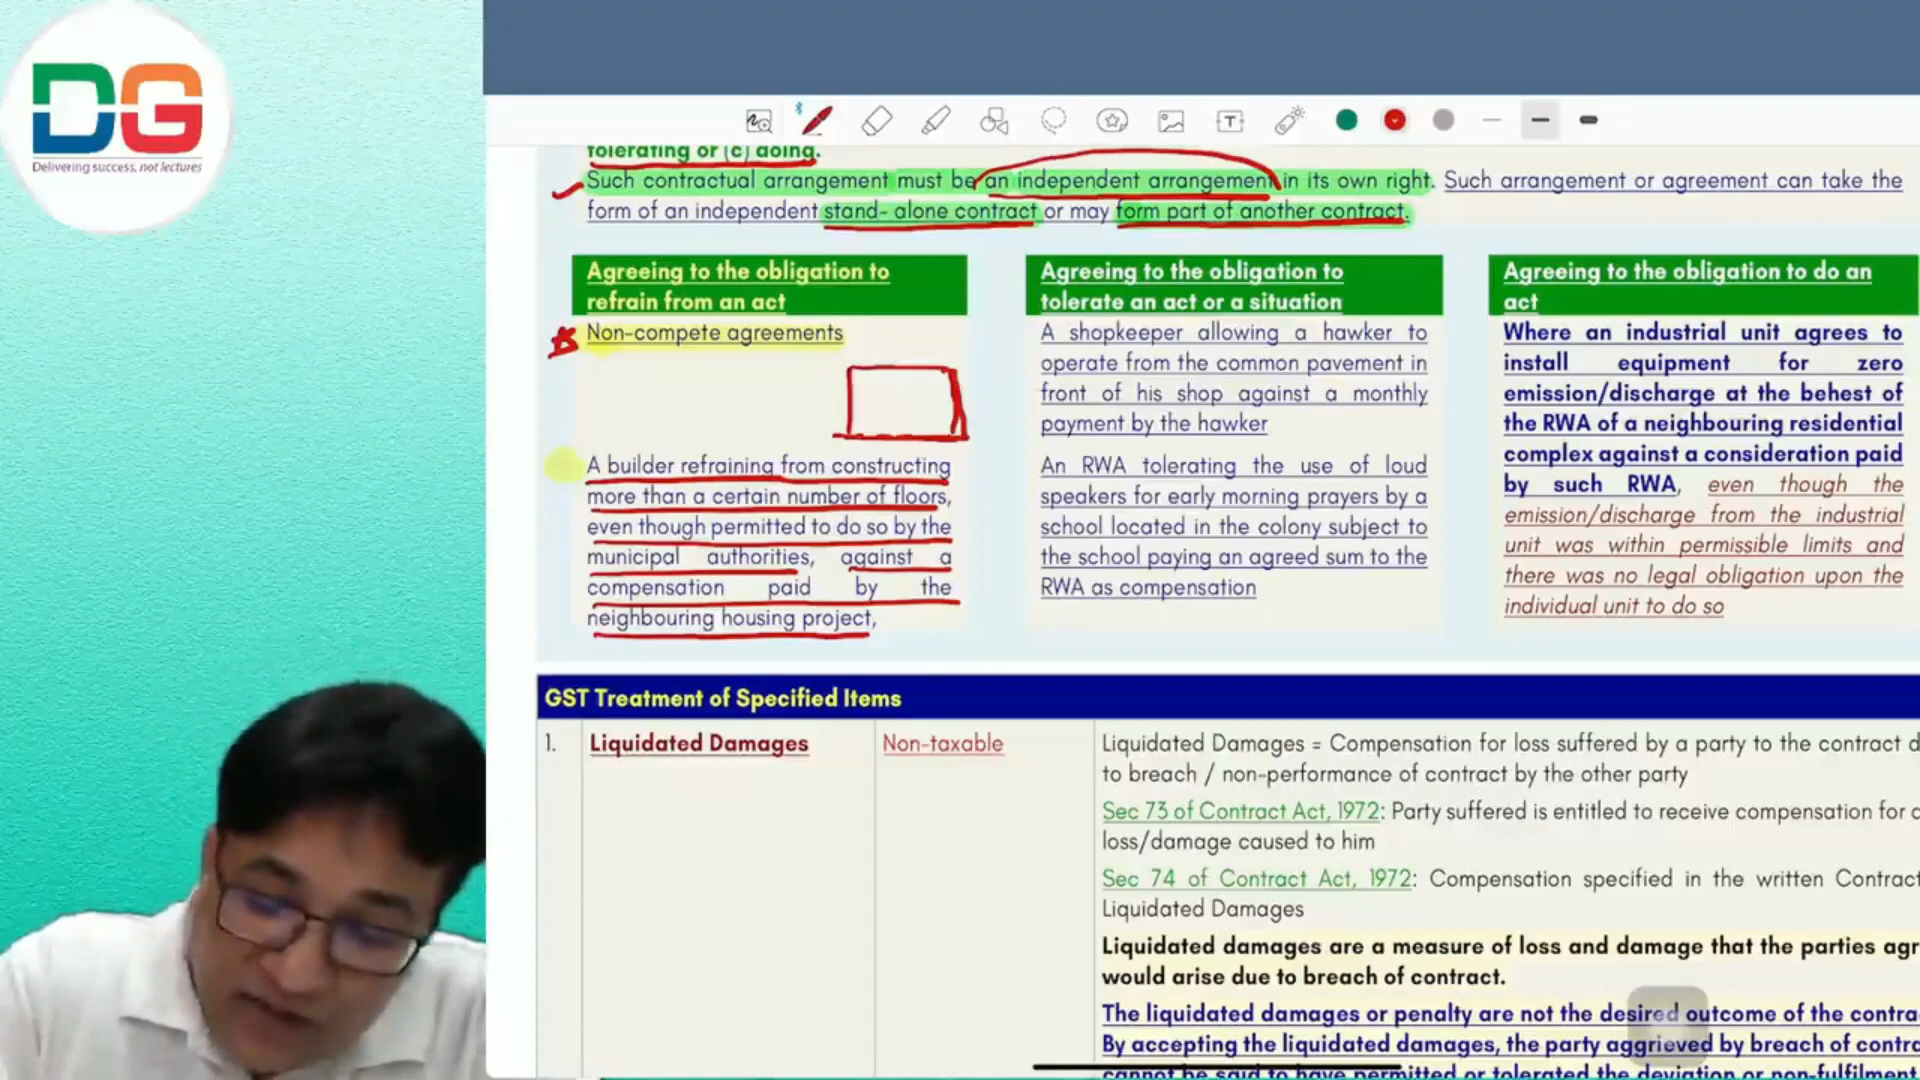 DG
Delivering success, not lectures
tolerating or (c) doing.
Such contractual arrangement must be an independent arrangement in its own right. Such arrangement or agreement can take the
form of an independent stand- alone contract or may form part of another contract.
Agreeing to the obligation to
refrain from an act
Non-compete agreements
A builder refraining from constructing
more than a certain number of floors,
even though permitted to do so by the
municipal authorities, against a
compensation paid by the
neighbouring housing project,
Agreeing to the obligation to
tolerate an act or a situation
A shopkeeper allowing a hawker to
operate from the common pavement in
front of his shop against a monthly
payment by the hawker
An RWA tolerating the use of loud
speakers for early morning prayers by a
school located in the colony subject to
the school paying an agreed sum to the
RWA as compensation
Agreeing to the obligation to do an
act
Where an industrial unit agrees to
install equipment for zero
emission/discharge at the behest of
the RWA of a neighbouring residential
complex against a consideration paid
by such RWA, even though the
emission/discharge from the industrial
unit was within permissible limits and
there was no legal obligation upon the
individual unit to do so
GST Treatment of Specified Items
1.
Liquidated Damages
Non-taxable
Liquidated Damages = Compensation for loss suffered by a party to the contract d
to breach / non-performance of contract by the other party
Sec 73 of Contract Act, 1972: Party suffered is entitled to receive compensation for
loss/damage caused to him
Sec 74 of Contract Act, 1972: Compensation specified in the written Contract
Liquidated Damages
Liquidated damages are a measure of loss and damage that the parties agr
would arise due to breach of contract.
The liquidated damages or penalty are not the desired outcome of the contra
By accepting the liquidated damages, the party aggrieved by breach of contra
cannot be said to have permitted or tolerated the deviation or non-fulfilment